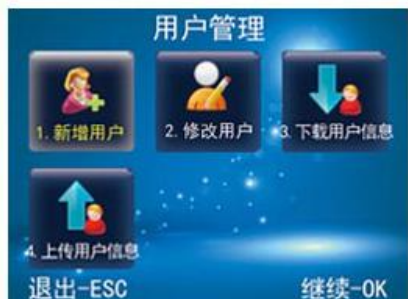 用户管理
1. 新增用户
2. 修改用户
3. 下载用户信息
4. 上传用户信息
退出-ESC
继续-OK